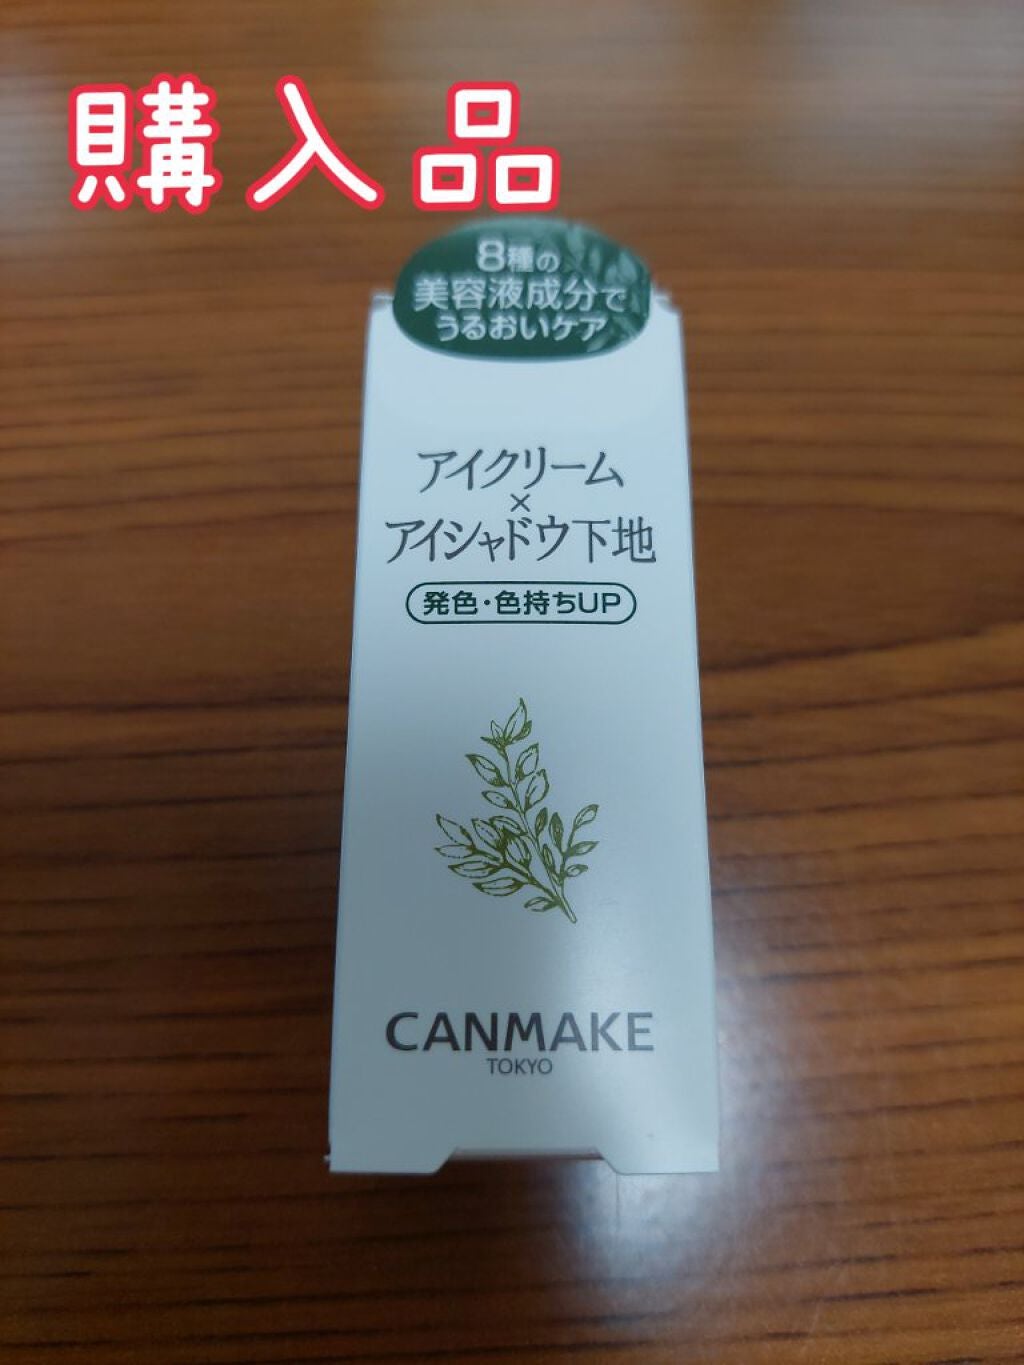 購入品
8種の
美容液成分で
うるおいケア
アイクリーム
×
アイシャドウ下地
発色・色持ちUP
CANMAKE
TOKYO